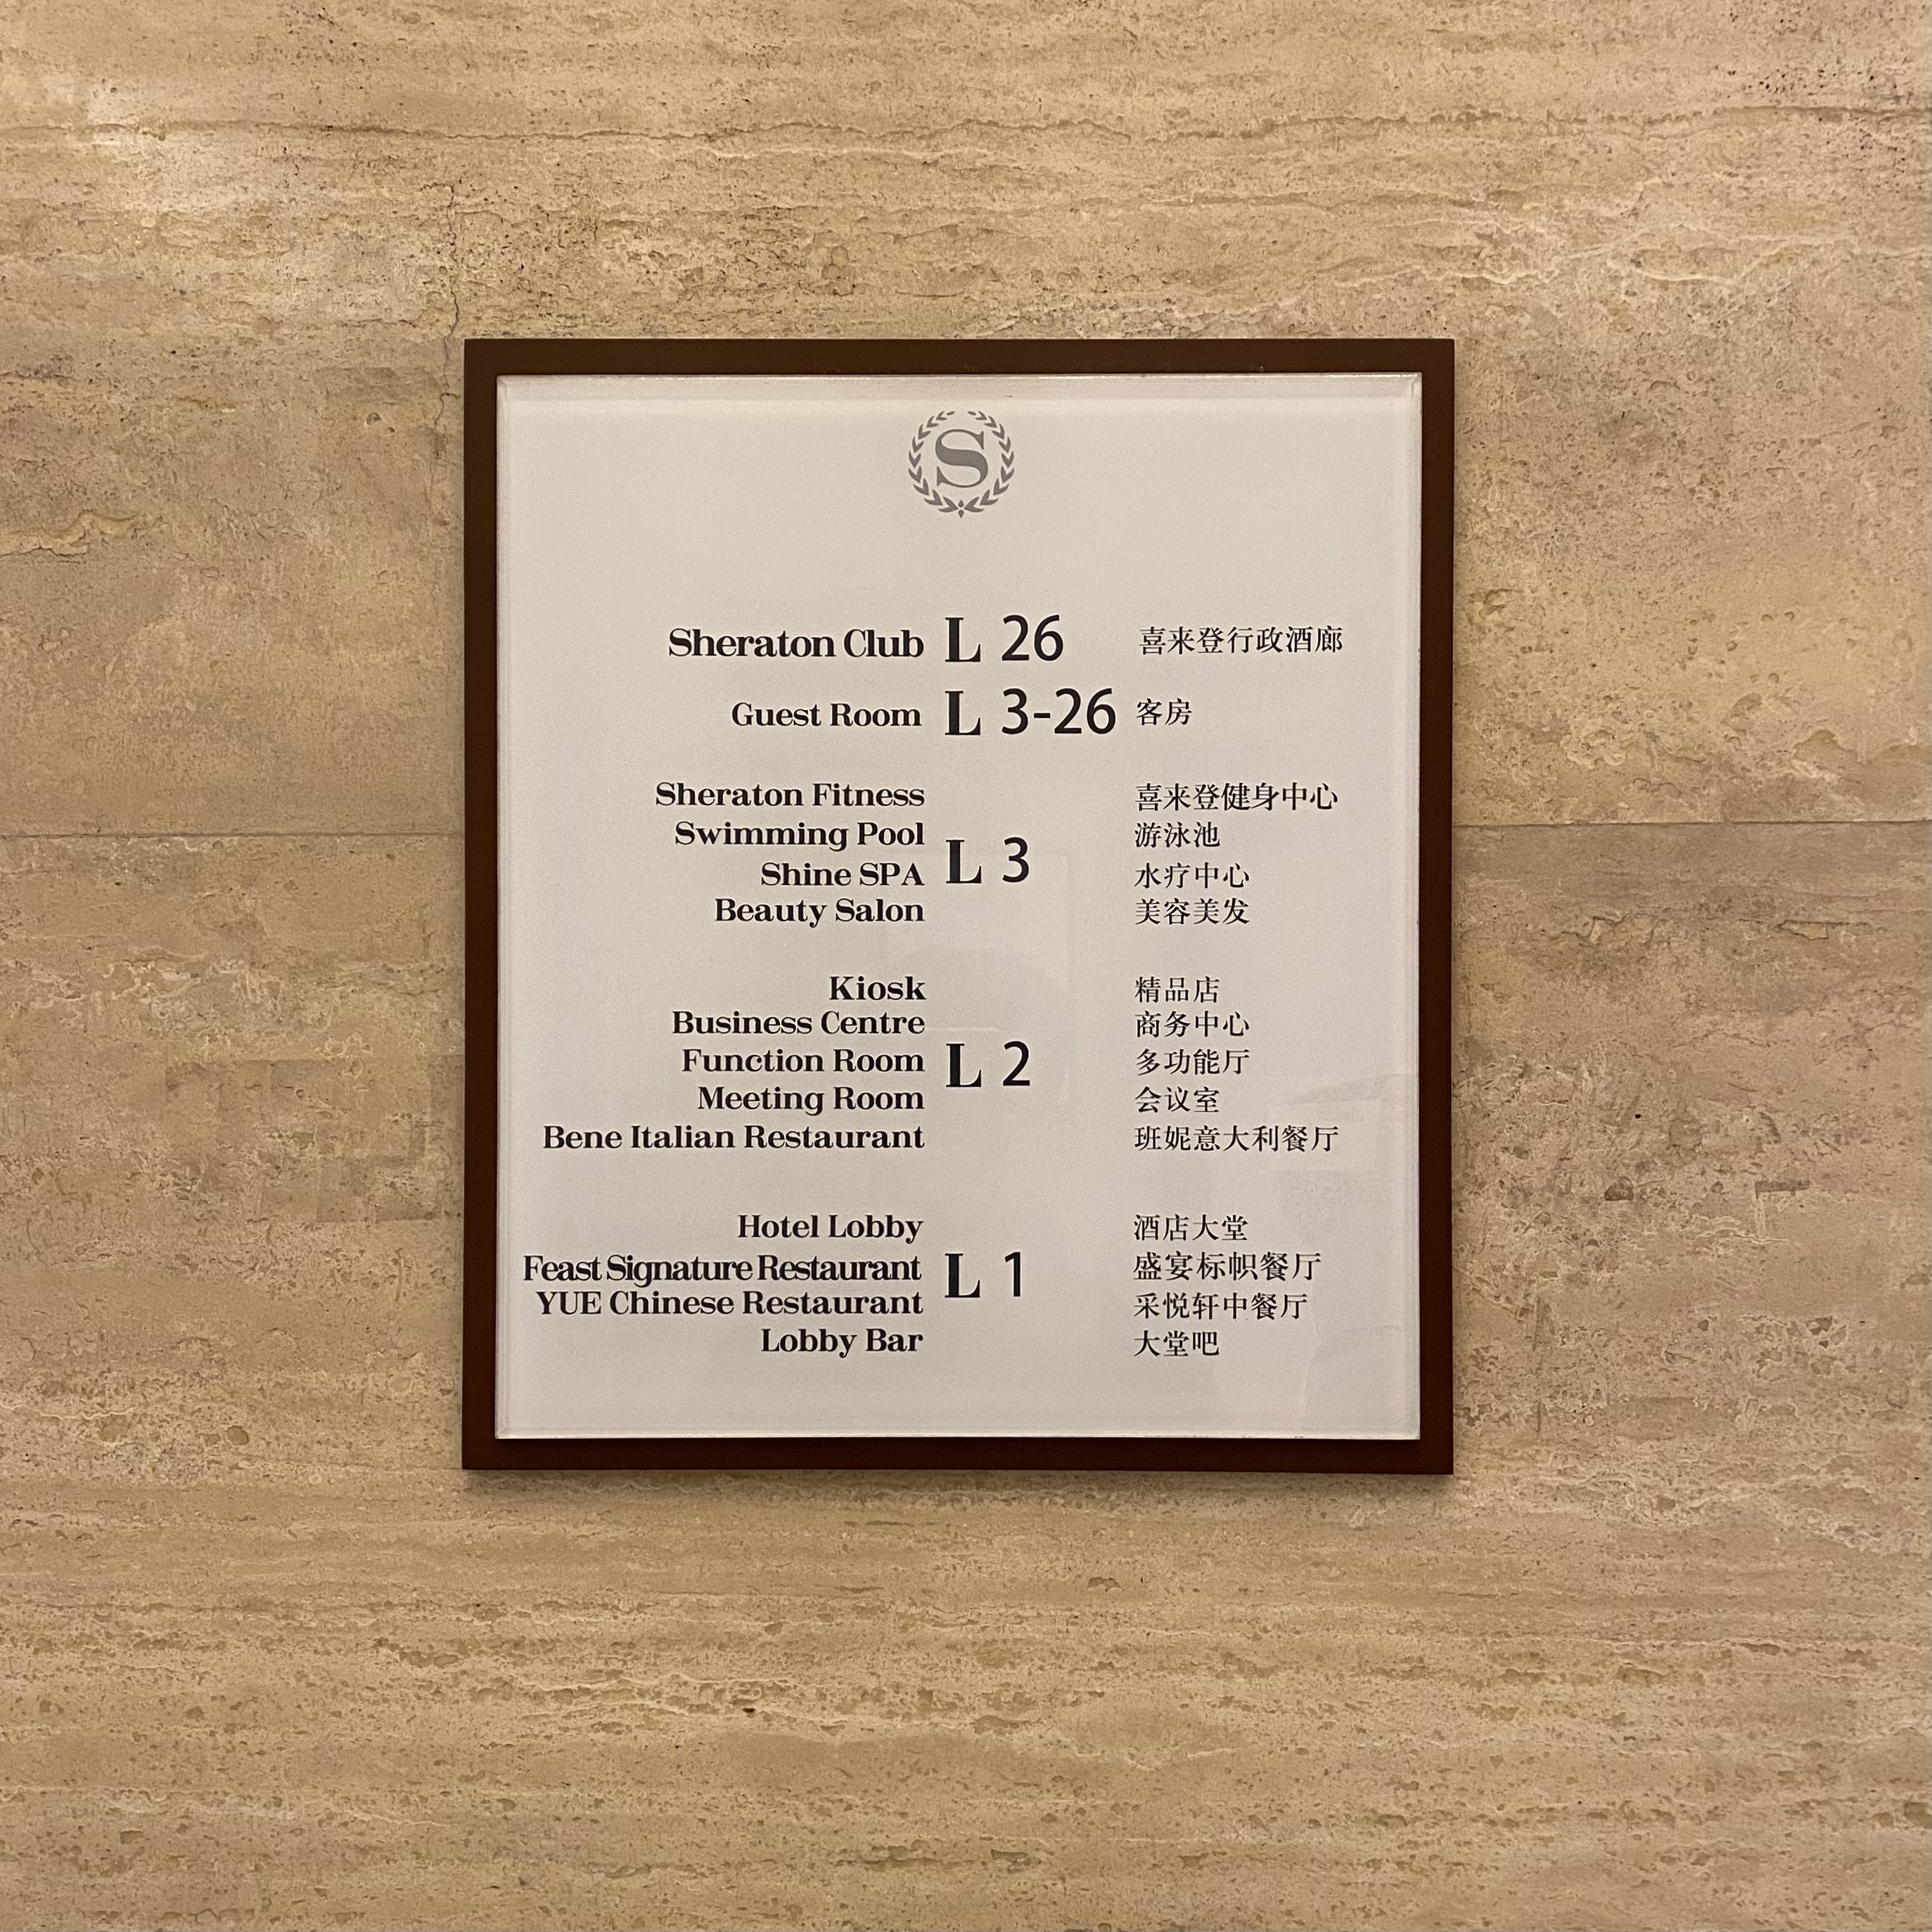 S
Sheraton Club L 26 喜来登行政酒廊
Guest Room L 3-26 客房
Sheraton Fitness 喜来登健身中心
Swimming Pool 游泳池
L 3
Shine SPA 水疗中心
Beauty Salon 美容美发
Kiosk 精品店
Business Centre 商务中心
Function Room L 2 多功能厅
Meeting Room 会议室
Bene Italian Restaurant 班妮意大利餐厅
Hotel Lobby 酒店大堂
Feast Signature Restaurant L 1 盛宴标帜餐厅
YUE Chinese Restaurant 采悦轩中餐厅
Lobby Bar 大堂吧